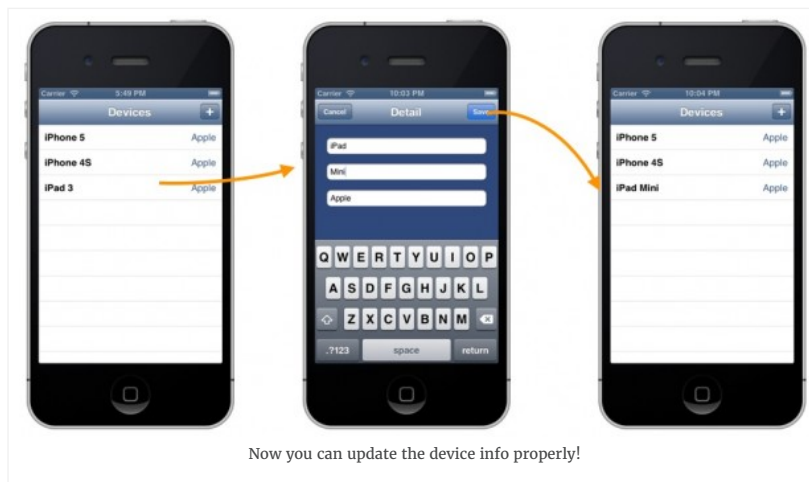 Carrier 5:49 PM
Devices +
iPhone 5 Apple
iPhone 4S Apple
iPad 3 Apple
Carrier 10:03 PM
Cancel Detail Save
iPad
Mini
Apple
Q W E R T Y U I O P
A S D F G H J K L
Z X C V B N M
.?123 space return
Carrier 10:04 PM
Devices +
iPhone 5 Apple
iPhone 4S Apple
iPad Mini Apple
Now you can update the device info properly!